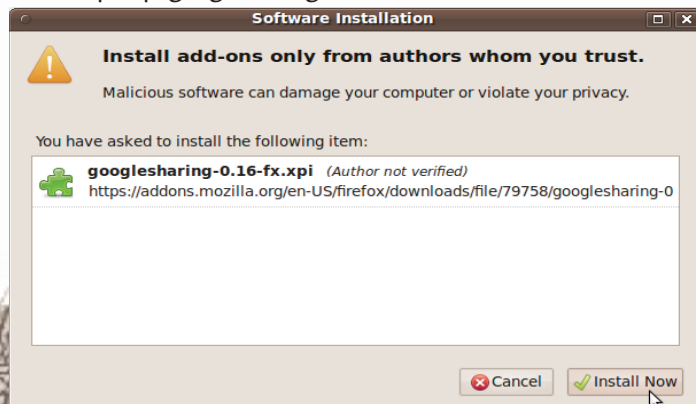 Software Installation
Install add-ons only from authors whom you trust.
Malicious software can damage your computer or violate your privacy.
You have asked to install the following item:
googlesharing-0.16-fx.xpi (Author not verified)
https://addons.mozilla.org/en-US/firefox/downloads/file/79758/googlesharing-0
Cancel Install Now